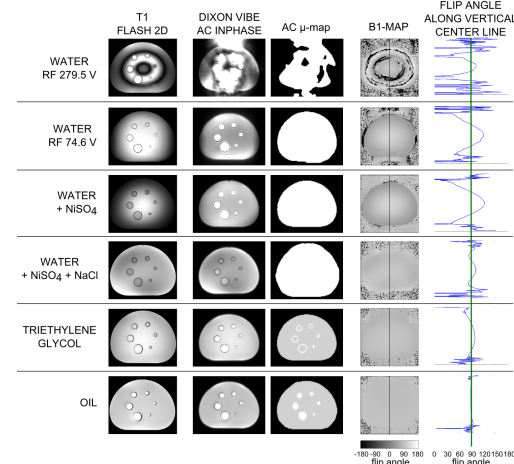 T1
FLASH 2D
DIXON VIBE
AC INPHASE
AC μ-map
B1-MAP
FLIP ANGLE
ALONG VERTICAL
CENTER LINE
WATER
RF 279.5 V
WATER
RF 74.6 V
WATER
+ NiSO4
WATER
+ NiSO4 + NaCl
TRIETHYLENE
GLYCOL
OIL
-180 -90 0 90 180
flip angle
0 30 60 90 120 150 180
flip angle